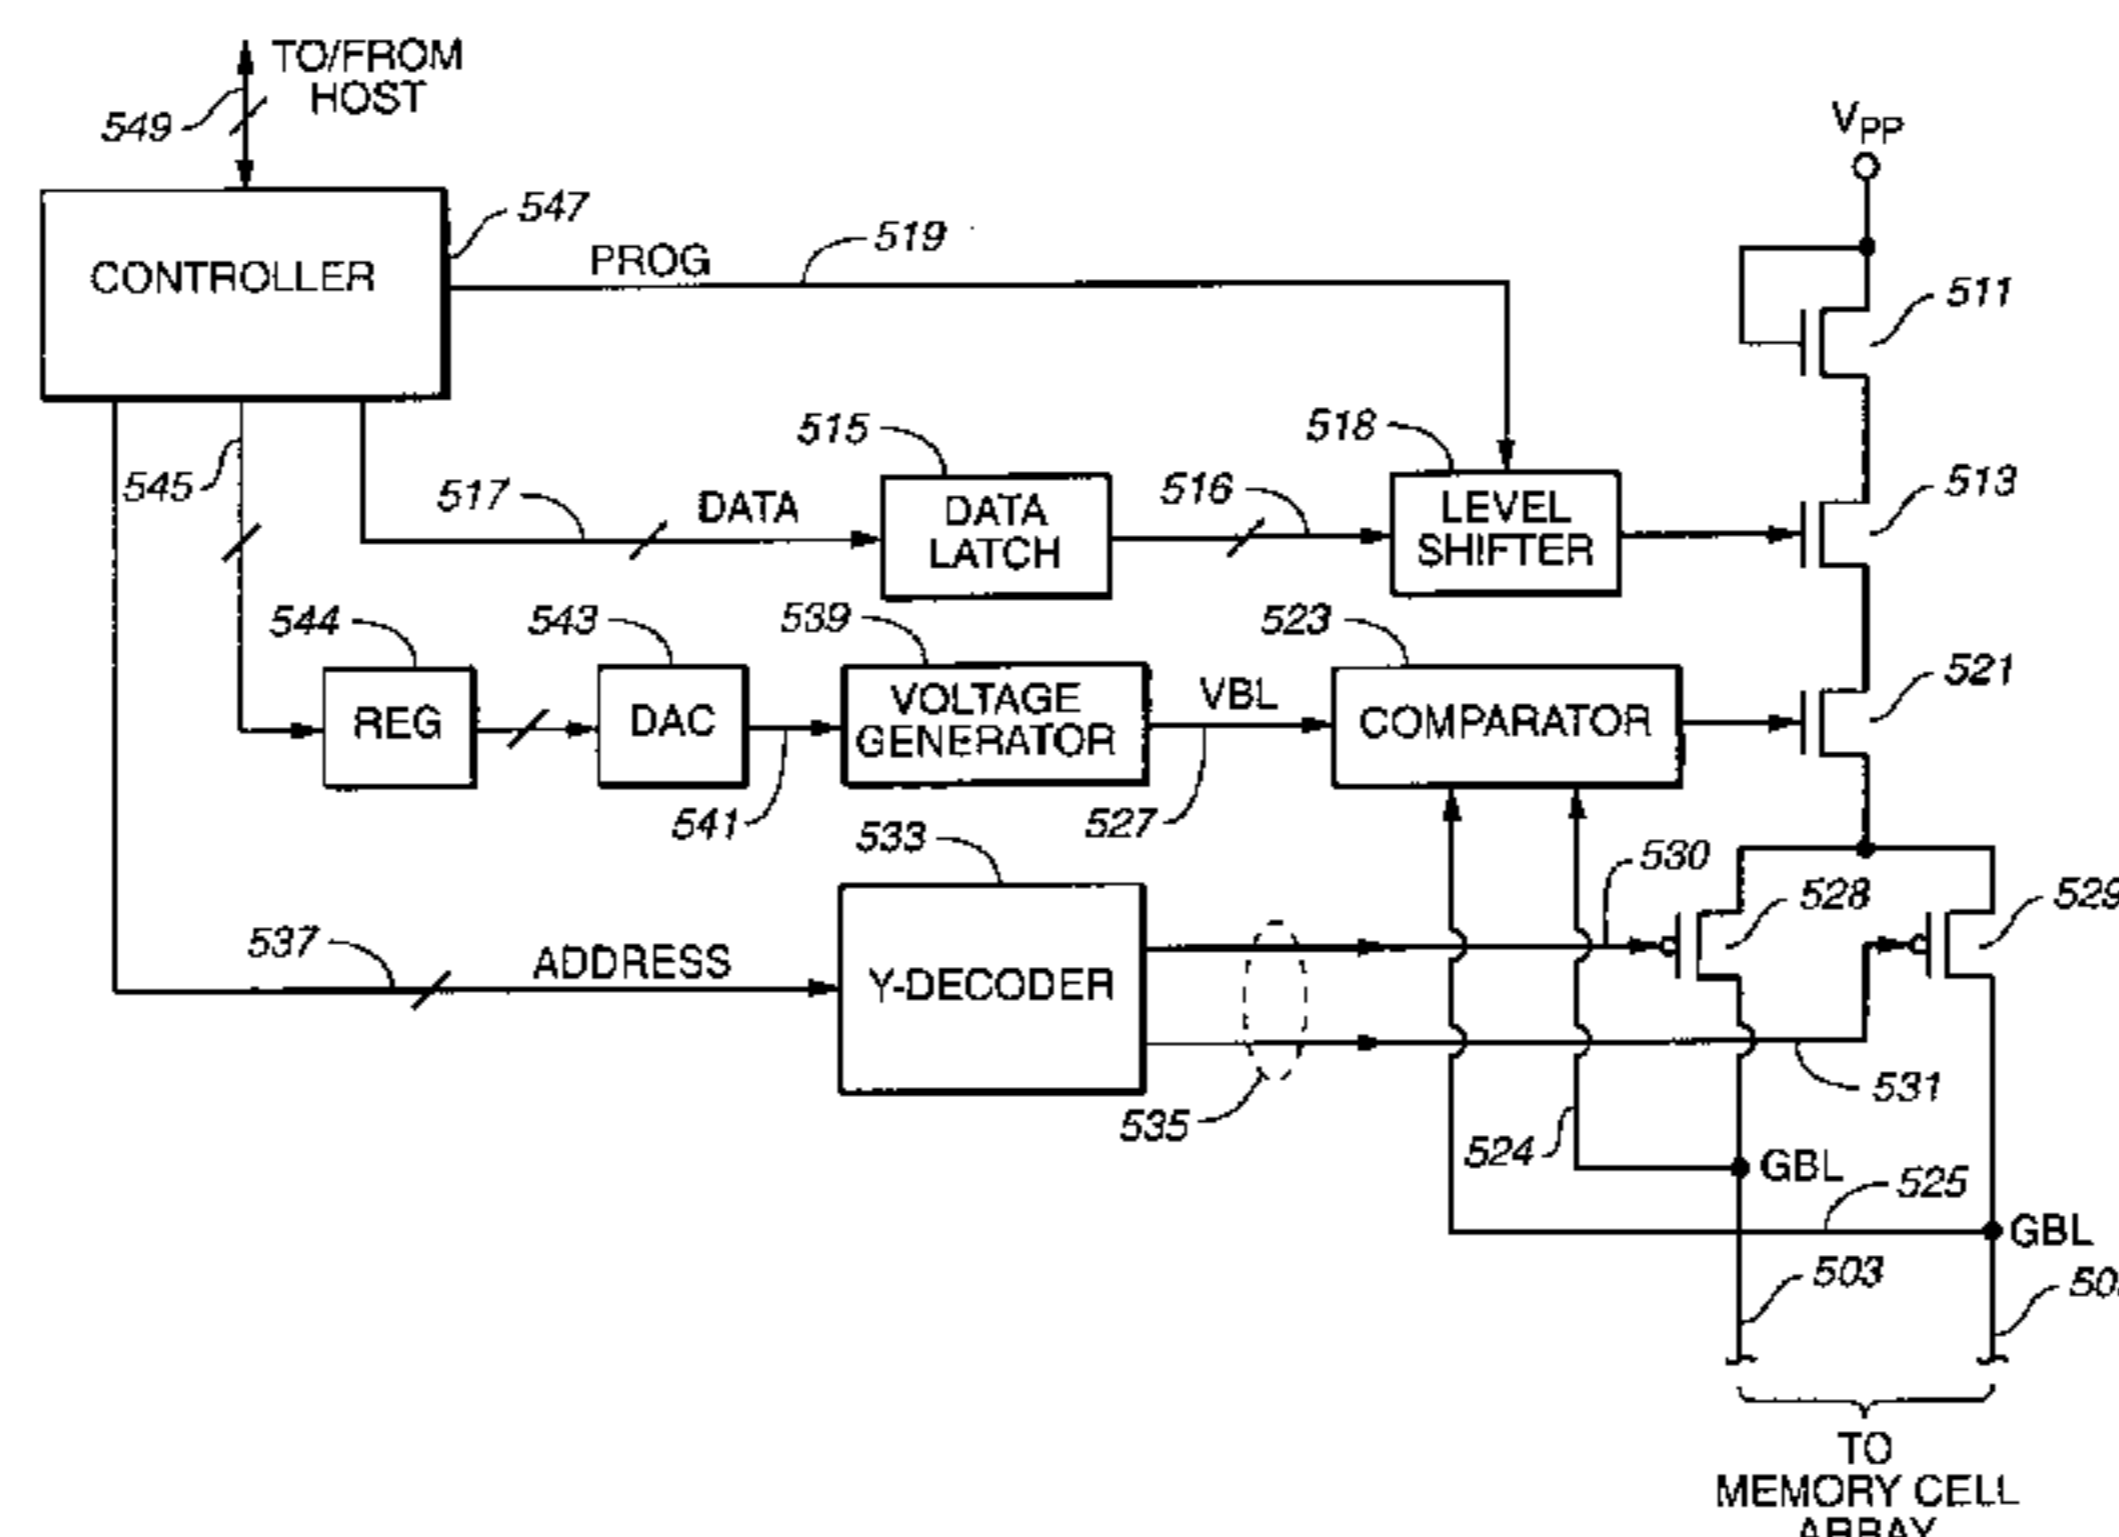 TO/FROM
HOST
549
CONTROLLER
547
PROG
519
VPP
511
545
517
DATA
515
DATA
LATCH
516
518
LEVEL
SHIFTER
513
544
REG
543
DAC
541
539
VOLTAGE
GENERATOR
VBL
527
523
COMPARATOR
521
537
ADDRESS
533
Y-DECODER
535
530
528
529
531
524
GBL
525
GBL
503
TO
MEMORY CELL
ARRAY